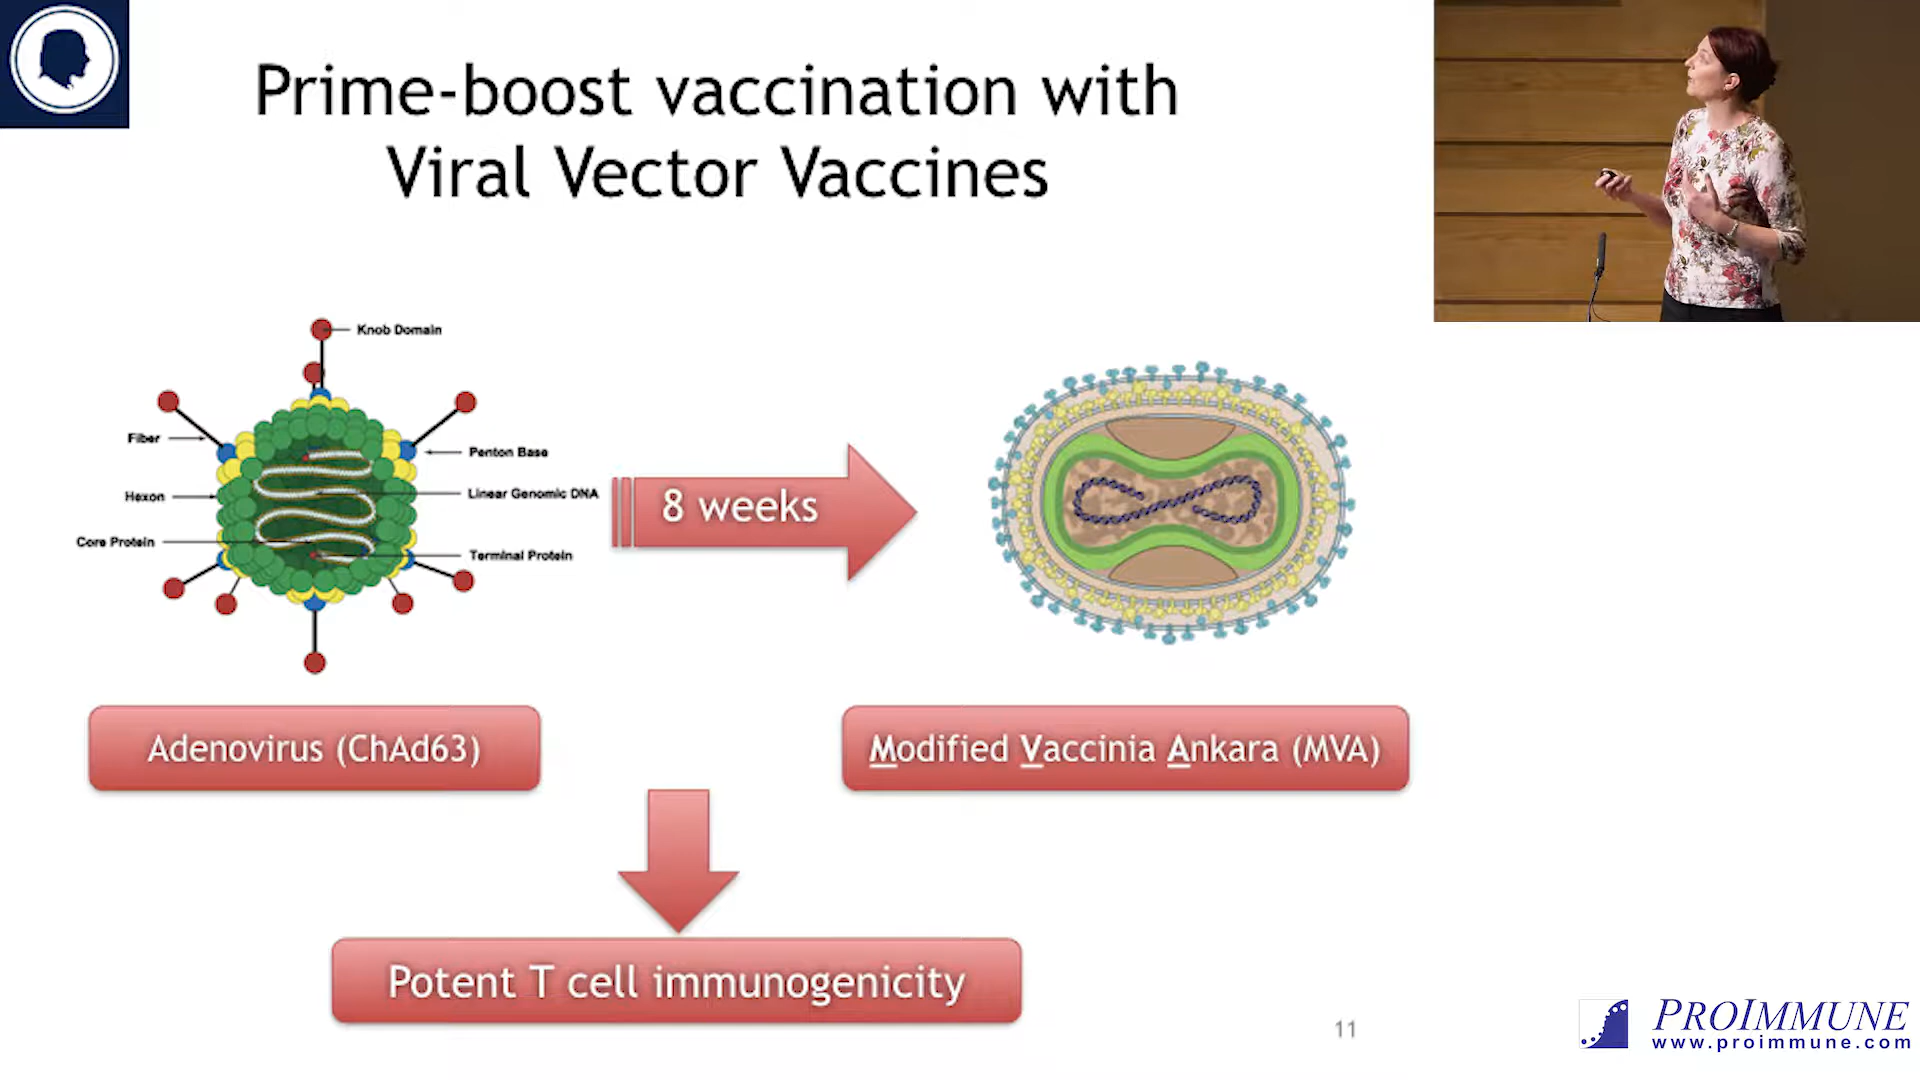 Prime-boost vaccination with
Viral Vector Vaccines
Knob Domain
Fiber
Penton Base
Hexon
Linear Genomic DNA
Core Protein
Terminal Protein
8 weeks
Adenovirus (ChAd63)
Modified Vaccinia Ankara (MVA)
Potent T cell immunogenicity
11
PROIMMUNE
www.proimmune.com